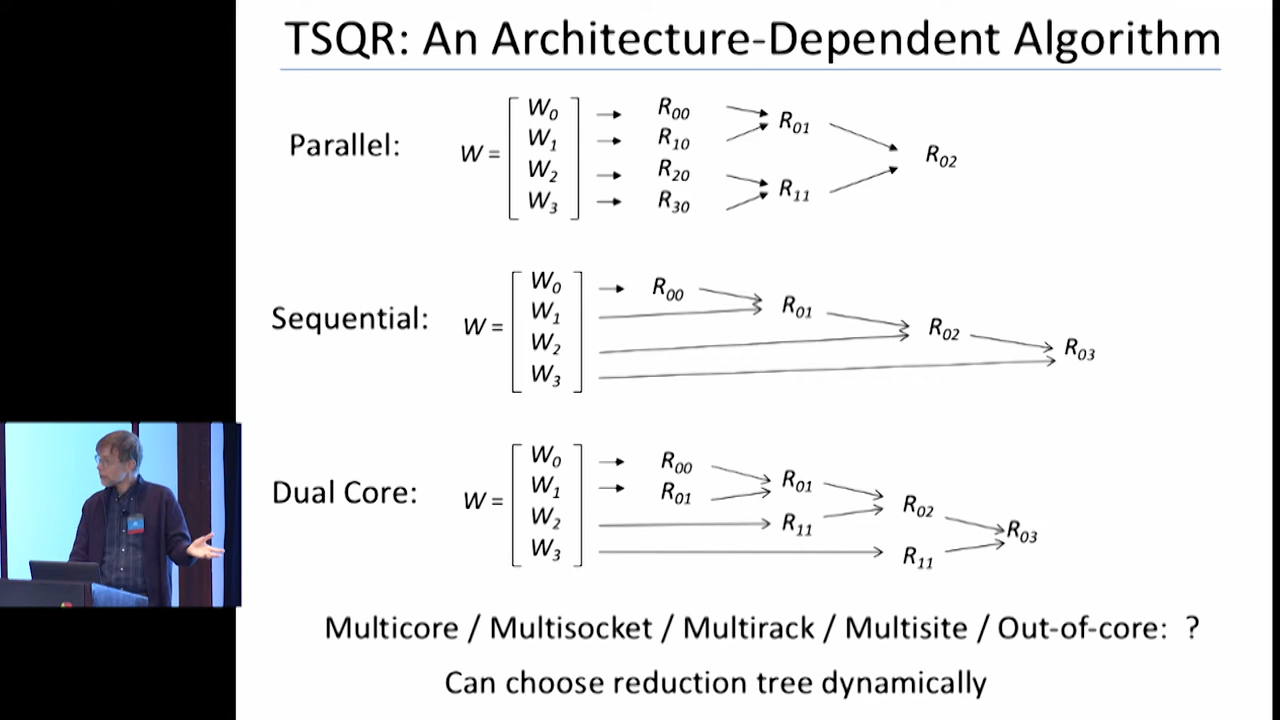 TSQR: An Architecture-Dependent Algorithm
Parallel:
W =
W0
W1
W2
W3
R00
R10
R20
R30
R01
R11
R02
Sequential:
W =
W0
W1
W2
W3
R00
R01
R02
R03
Dual Core:
W =
W0
W1
W2
W3
R00
R01
R01
R11
R02
R11
R03
Multicore / Multisocket / Multirack / Multisite / Out-of-core: ?
Can choose reduction tree dynamically